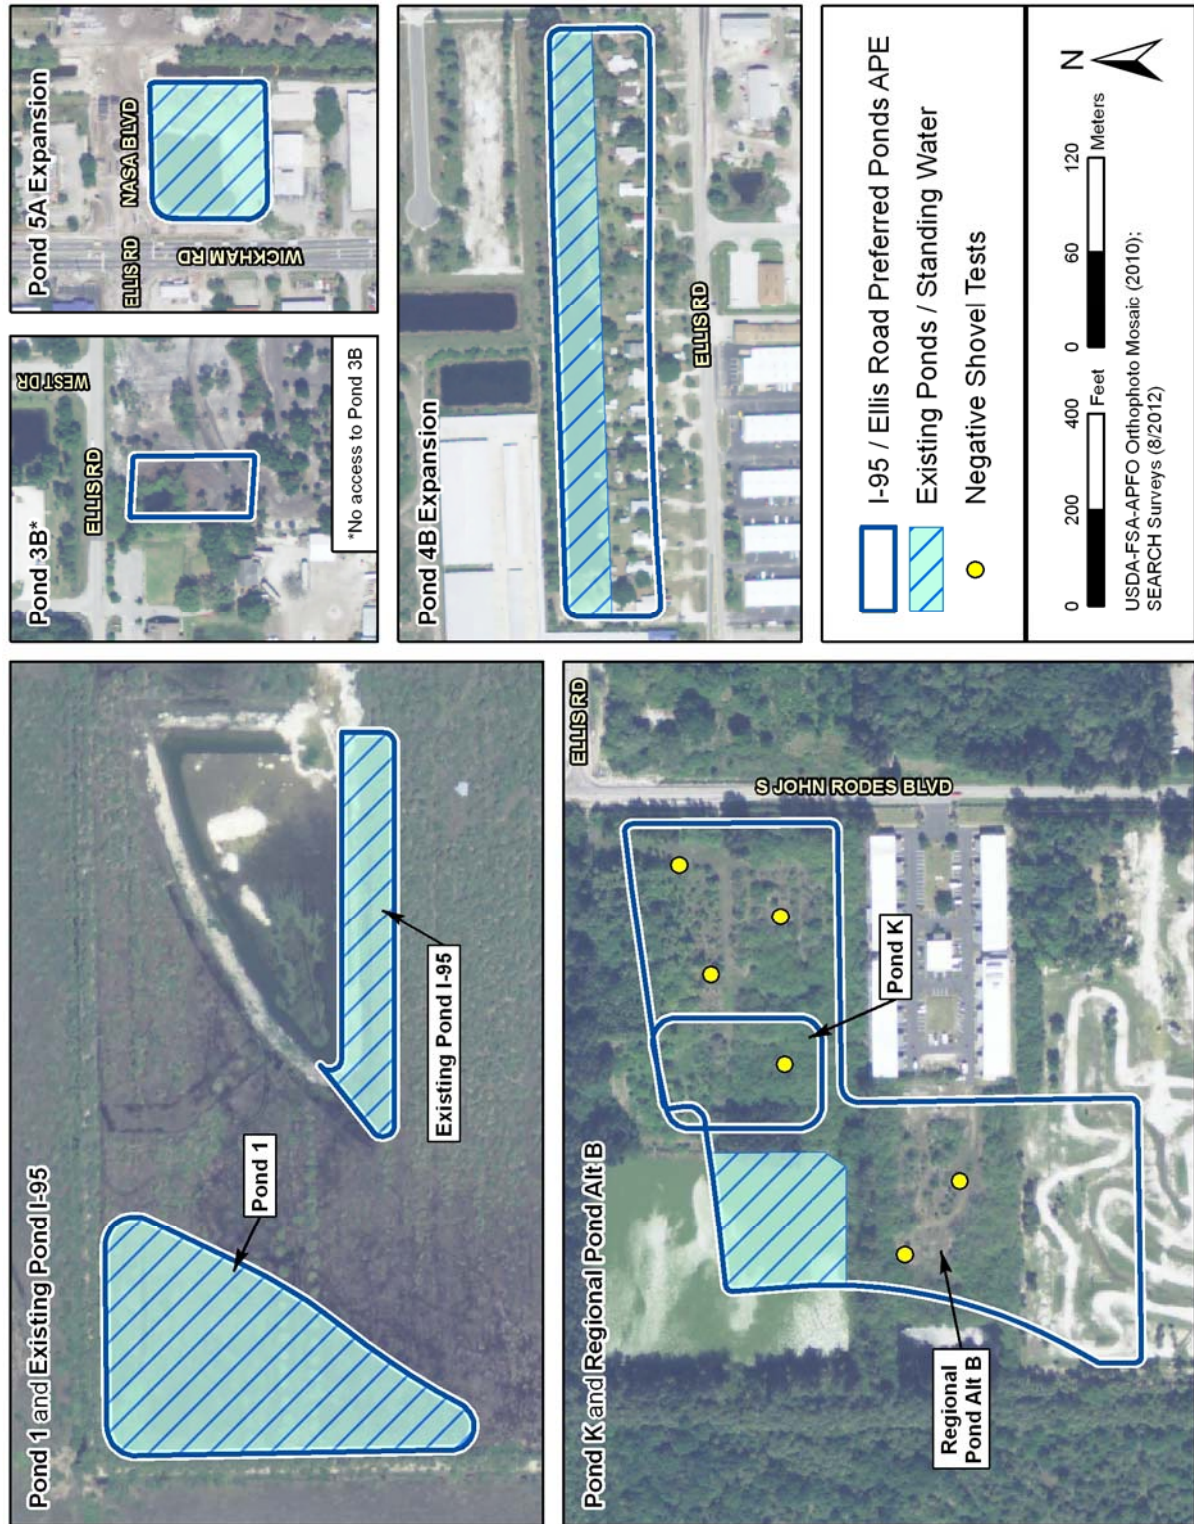 Pond 1 and Existing Pond I-95
Pond 1
Existing Pond I-95
Pond 3B*
ELLIS RD
WEST DR
*No access to Pond 3B
Pond 5A Expansion
ELLIS RD
NASA BLVD
WICKHAM RD
Pond K and Regional Pond Alt B
ELLIS RD
S JOHN RODES BLVD
Pond K
Regional
Pond Alt B
Pond 4B Expansion
ELLIS RD
I-95 / Ellis Road Preferred Ponds APE
Existing Ponds / Standing Water
Negative Shovel Tests
0 200 400
Feet
0 60 120
Meters
N
USDA-FSA-APFO Orthophoto Mosaic (2010);
SEARCH Surveys (8/2012)